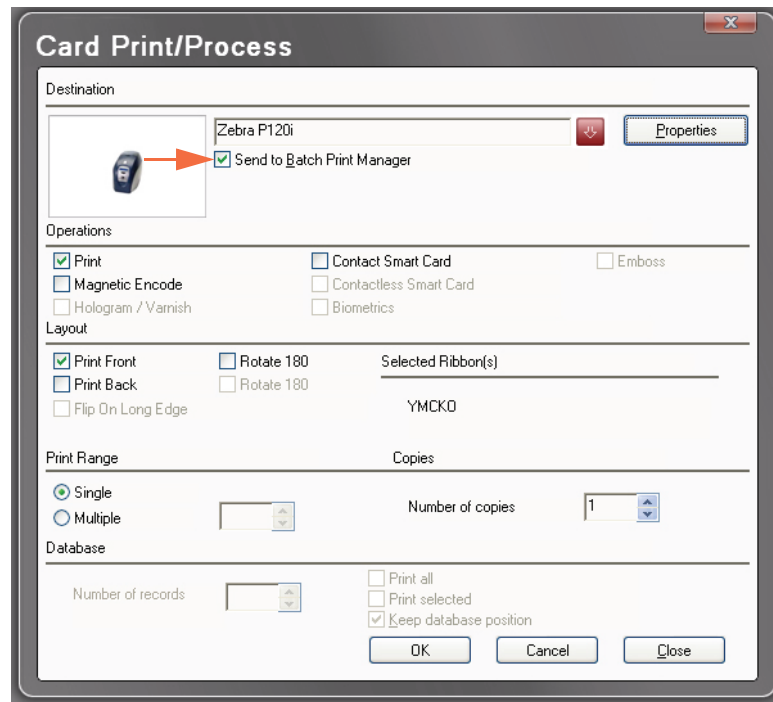 Card Print/Process
Destination
Zebra P120i
Properties
Send to Batch Print Manager
Operations
Print
Contact Smart Card
Emboss
Magnetic Encode
Contactless Smart Card
Hologram / Varnish
Biometrics
Layout
Print Front
Rotate 180
Selected Ribbon(s)
Print Back
Rotate 180
Flip On Long Edge
YMCKO
Print Range
Copies
Single
Multiple
Number of copies
1
Database
Number of records
Print all
Print selected
Keep database position
OK
Cancel
Close